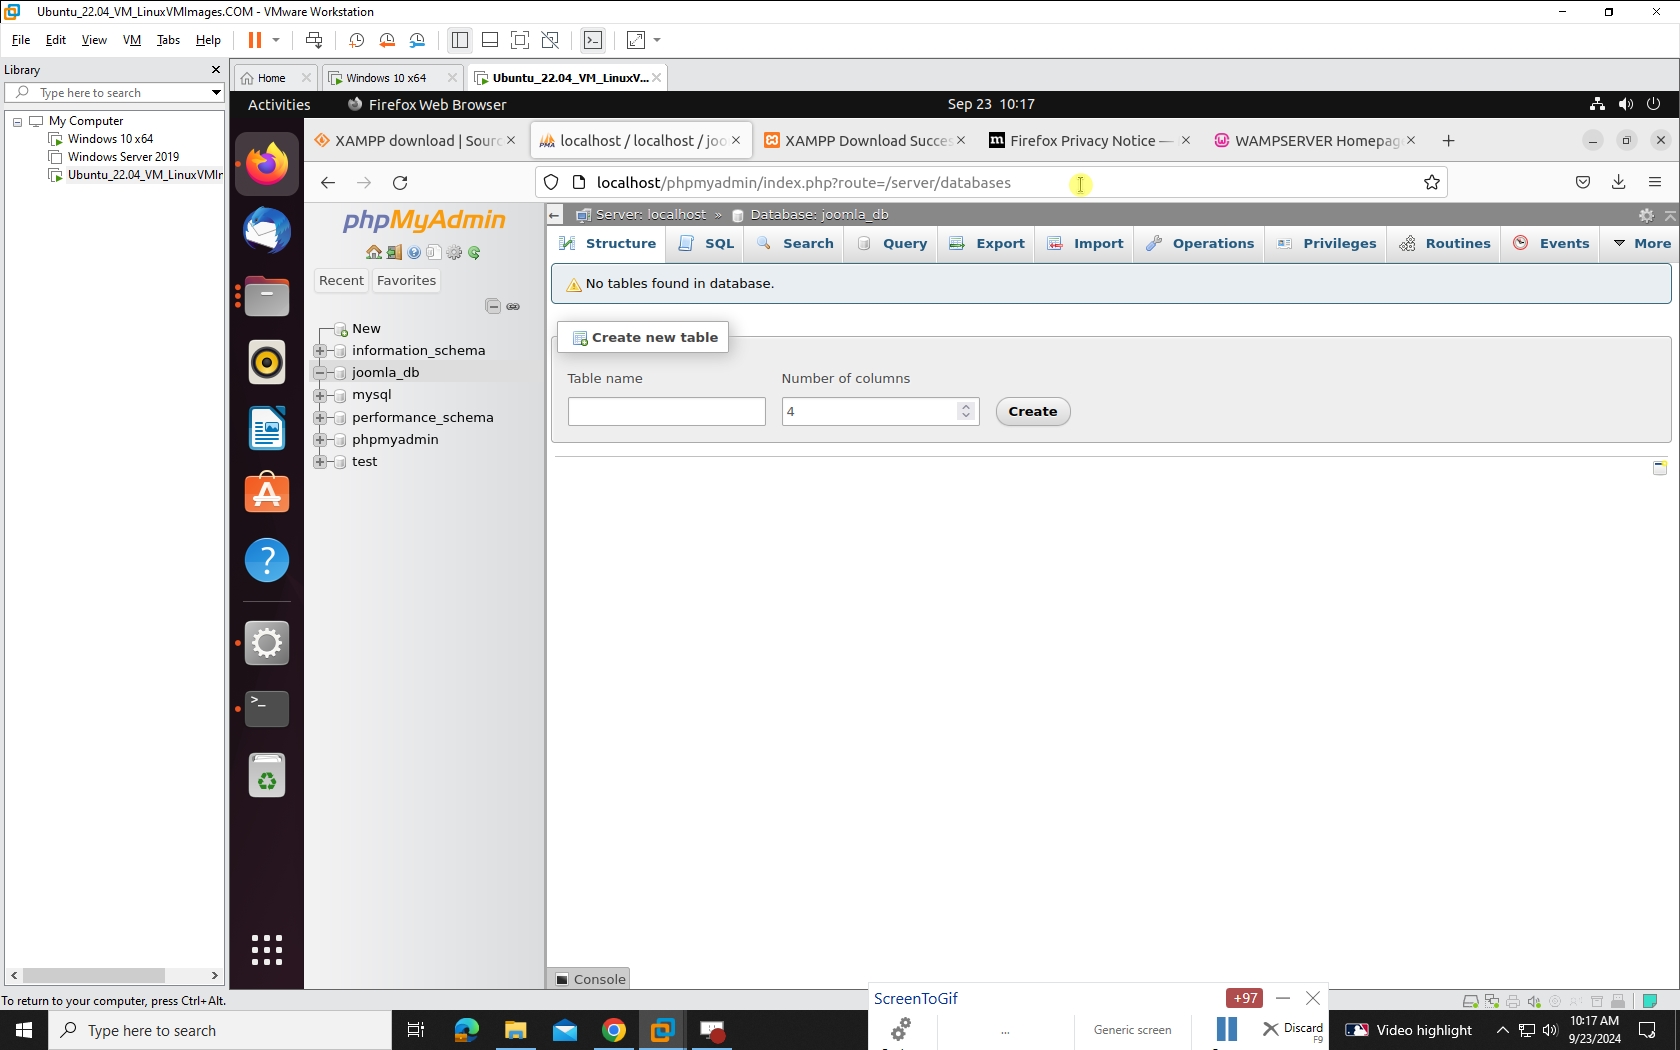 Ubuntu_22.04_VM_LinuxVMImages.COM - VMware Workstation
File Edit View VM Tabs Help
Library
Type here to search
My Computer
Windows 10 x64
Windows Server 2019
Ubuntu_22.04_VM_LinuxVMIr
Home
Windows 10 x64
Ubuntu_22.04_VM_LinuxV...
Activities
Firefox Web Browser
Sep 23 10:17
XAMPP download | Sourc
localhost / localhost / joo
XAMPP Download Succes
Firefox Privacy Notice —
WAMPSERVER Homepag
localhost/phpmyadmin/index.php?route=/server/databases
phpMyAdmin
Recent
Favorites
New
information_schema
joomla_db
mysql
performance_schema
phpmyadmin
test
Server: localhost » Database: joomla_db
Structure SQL Search Query Export Import Operations Privileges Routines Events More
No tables found in database.
Create new table
Table name
Number of columns
4
Create
Console
To return to your computer, press Ctrl+Alt.
ScreenToGif
+97
...
Generic screen
Discard
F9
Type here to search
Video highlight
10:17 AM
9/23/2024